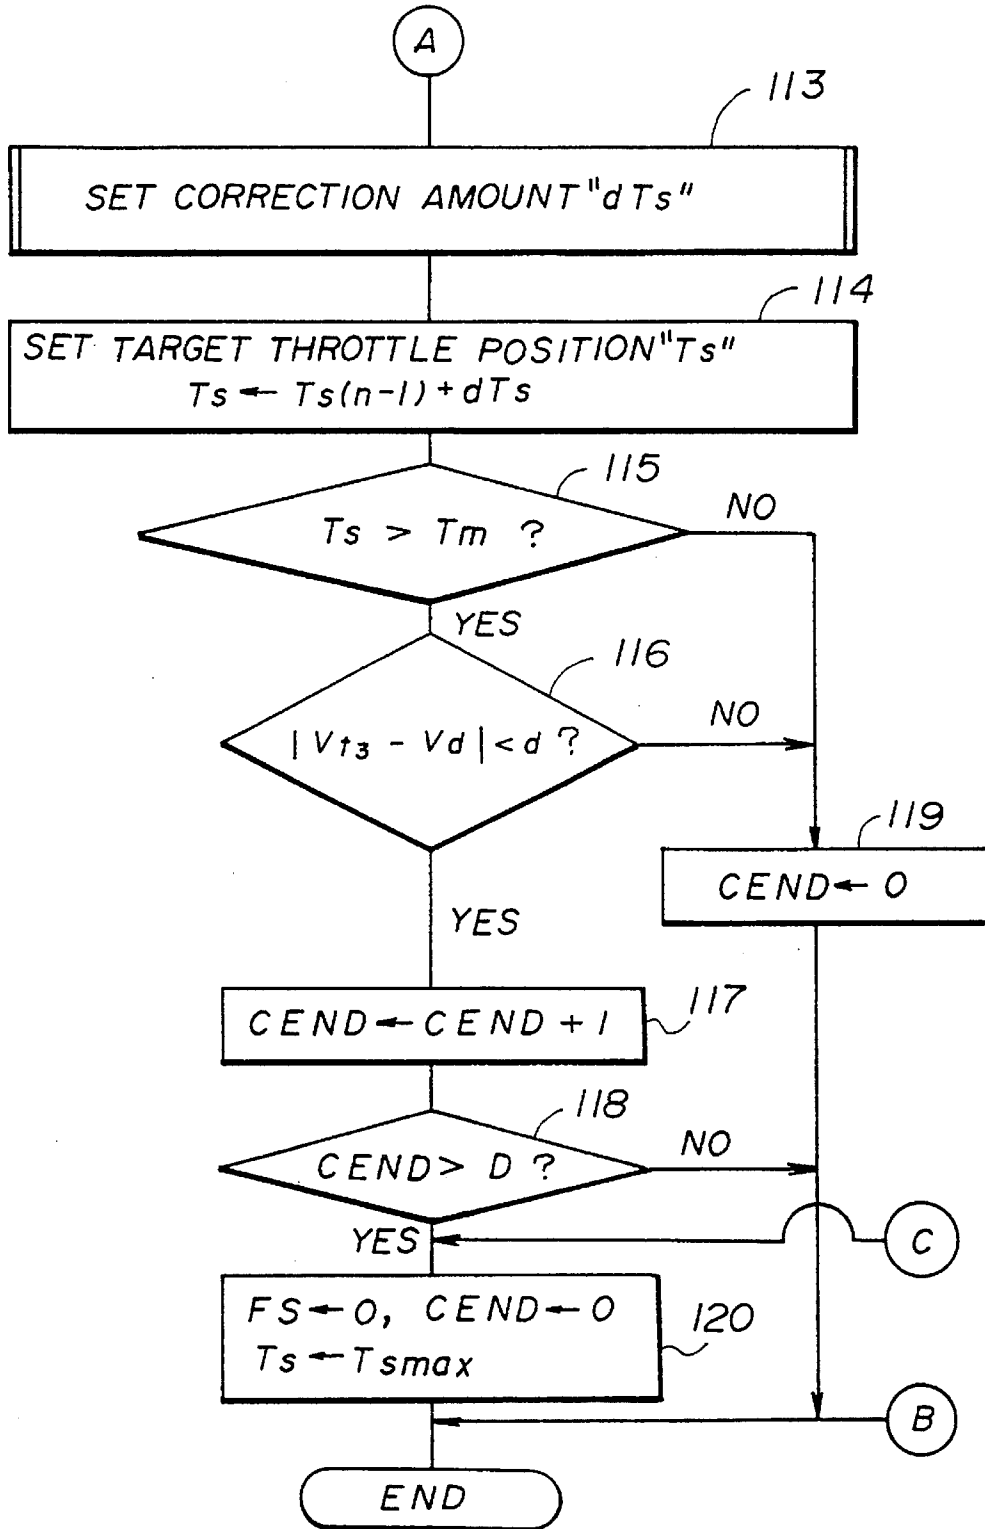 A
113
SET CORRECTION AMOUNT "dTs"
114
SET TARGET THROTTLE POSITION "Ts"
Ts ← Ts(n-1) + dTs
115
Ts > Tm ?
NO
YES
116
|Vt3 - Vd| < d ?
NO
119
CEND ← 0
YES
117
CEND ← CEND + 1
118
CEND > D ?
NO
YES
C
FS ← 0, CEND ← 0
Ts ← Tsmax
120
B
END